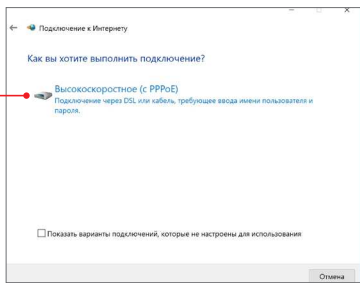 Подключение к Интернету
Как вы хотите выполнить подключение?
Высокоскоростное (с PPPoE)
Подключение через DSL или кабель, требующее ввода имени пользователя и
пароля.
Показать варианты подключений, которые не настроены для использования
Отмена